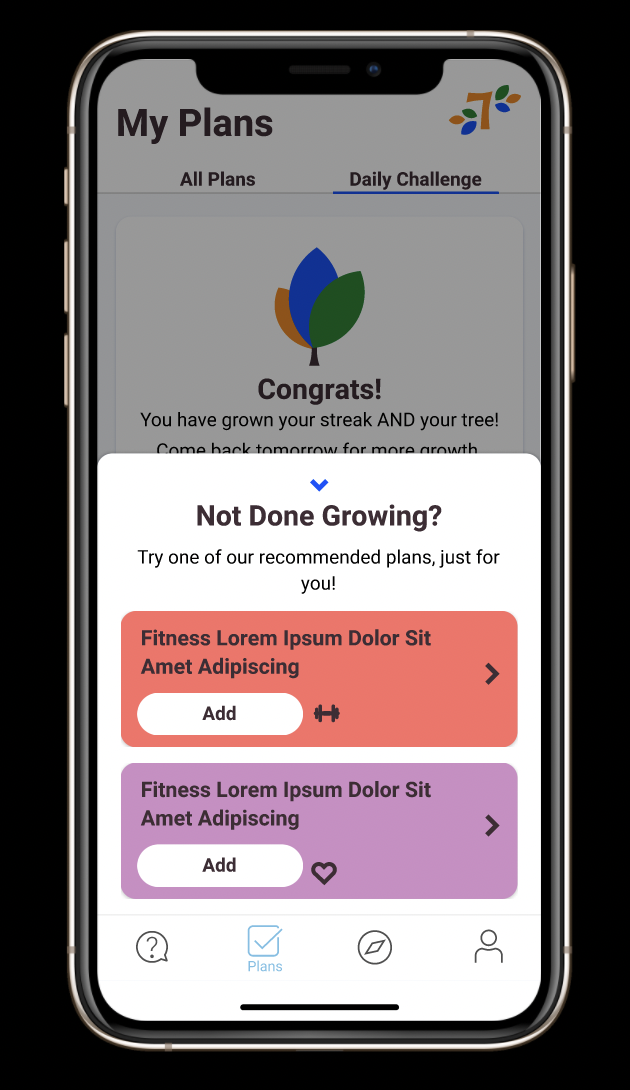 My Plans
7
All Plans
Daily Challenge
Congrats!
You have grown your streak AND your tree!
Come back tomorrow for more growth
Not Done Growing?
Try one of our recommended plans, just for
you!
Fitness Lorem Ipsum Dolor Sit
Amet Adipiscing
Add
Fitness Lorem Ipsum Dolor Sit
Amet Adipiscing
Add
?
Plans